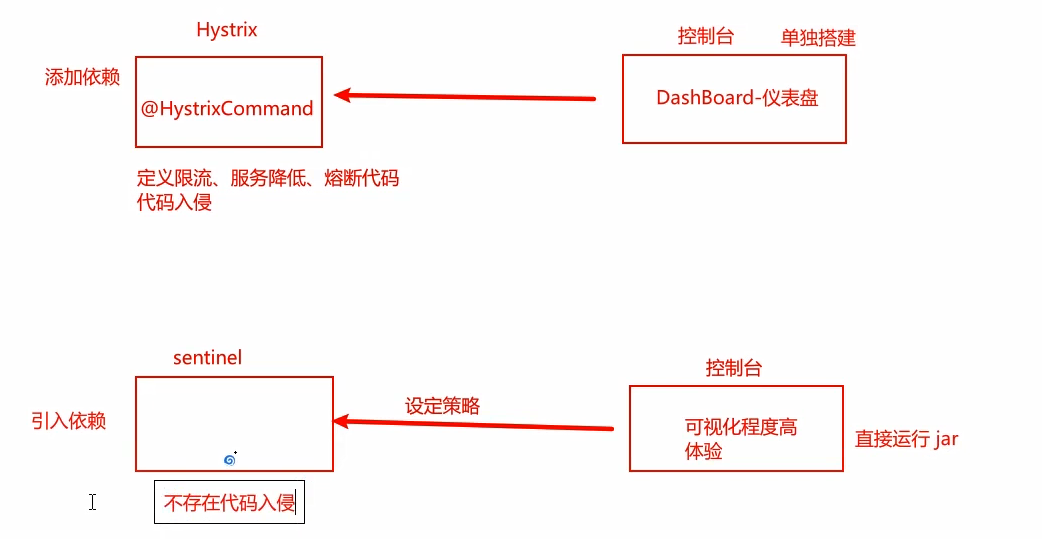 Hystrix
控制台 单独搭建
添加依赖
@HystrixCommand
DashBoard-仪表盘
定义限流、服务降低、熔断代码
代码入侵
sentinel
控制台
引入依赖
设定策略
可视化程度高
体验
直接运行 jar
不存在代码入侵